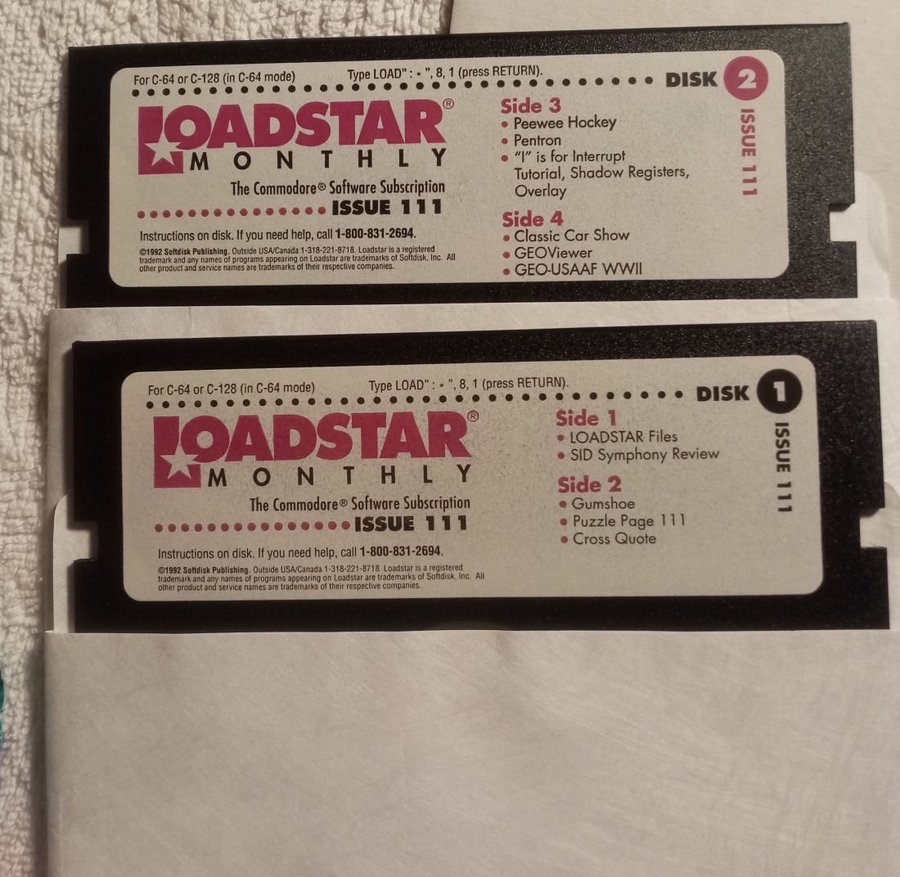 For C-64 or C-128 (in C-64 mode) Type LOAD" : * ", 8, 1 (press RETURN).
DISK 2
LOADSTAR®
MONTHLY
The Commodore® Software Subscription
ISSUE 111
Instructions on disk. If you need help, call 1-800-831-2694.
©1992 Softdisk Publishing. Outside USA/Canada 1-318-221-8718. Loadstar is a registered
trademark and any names of programs appearing on Loadstar are trademarks of Softdisk, Inc. All
other product and service names are trademarks of their respective companies.
Side 3
• Peewee Hockey
• Pentron
• "I" is for Interrupt
Tutorial, Shadow Registers,
Overlay
Side 4
• Classic Car Show
• GEOViewer
• GEO-USAAF WWII
ISSUE 111
For C-64 or C-128 (in C-64 mode) Type LOAD" : * ", 8, 1 (press RETURN).
DISK 1
LOADSTAR®
MONTHLY
The Commodore® Software Subscription
ISSUE 111
Instructions on disk. If you need help, call 1-800-831-2694.
©1992 Softdisk Publishing. Outside USA/Canada 1-318-221-8718. Loadstar is a registered
trademark and any names of programs appearing on Loadstar are trademarks of Softdisk, Inc. All
other product and service names are trademarks of their respective companies.
Side 1
• LOADSTAR Files
• SID Symphony Review
Side 2
• Gumshoe
• Puzzle Page 111
• Cross Quote
ISSUE 111